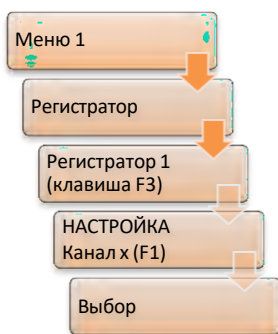 Меню 1
Регистратор
Регистратор 1
(клавиша F3)
НАСТРОЙКА
Канал х (F1)
Выбор